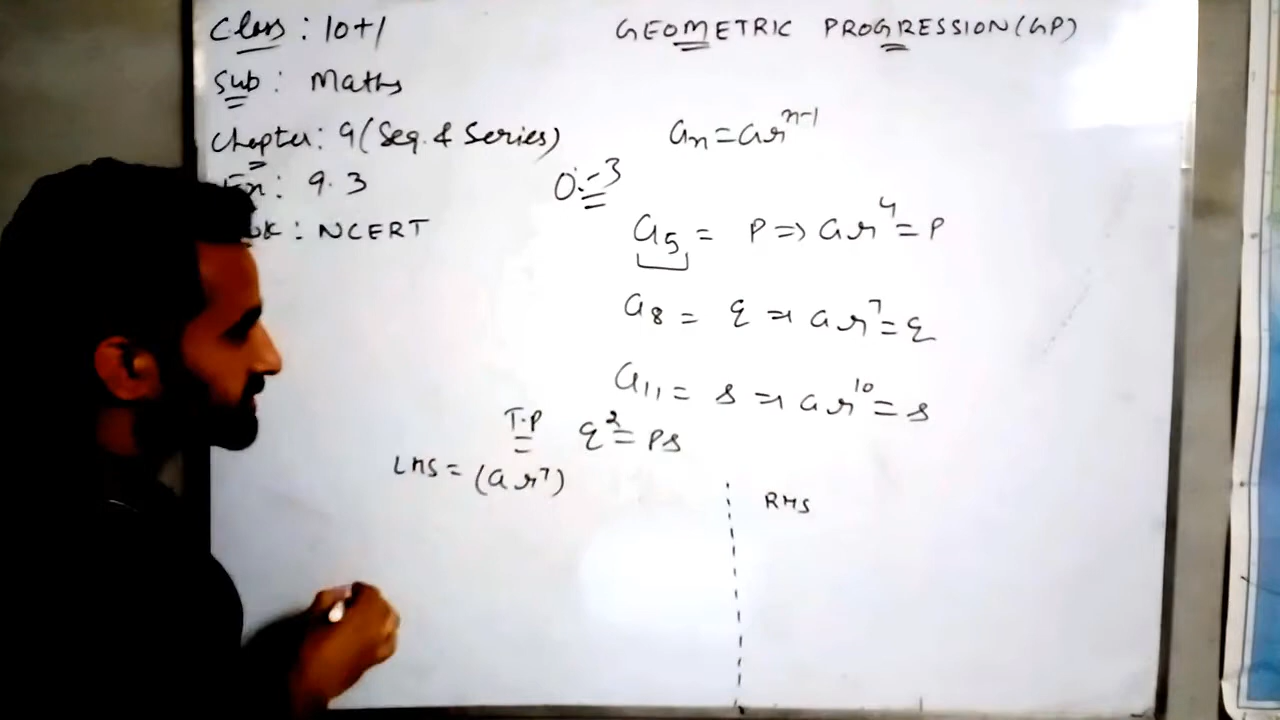 Class : 10+1
GEOMETRIC PROGRESSION(GP)
Sub : Maths
Chapter: 9(Seq. & Series)
aₙ=arⁿ⁻¹
Ex: 9.3
Q:-3
: NCERT
a₅ = p => ar⁴= p
a₈ = q => ar⁷= q
a₁₁ = s => ar¹⁰= s
T.P q²= ps
LHS = (ar⁷)
RHS